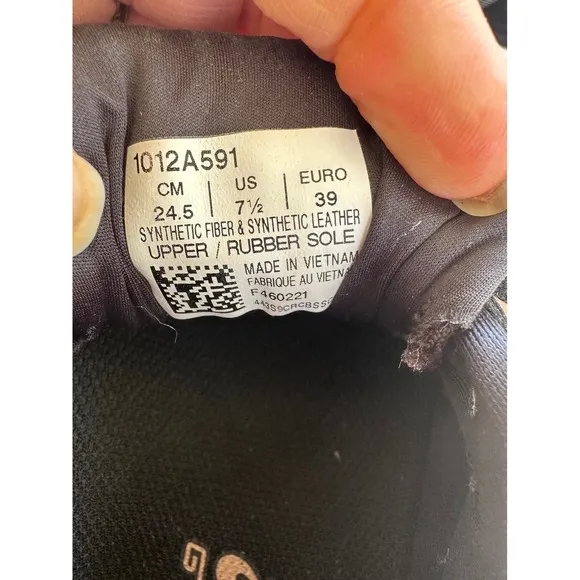 1012A591
CM | US | EURO
24.5 | 7½ | 39
SYNTHETIC FIBER & SYNTHETIC LEATHER
UPPER / RUBBER SOLE
MADE IN VIETNAM
FABRIQUE AU VIETNA
F460221